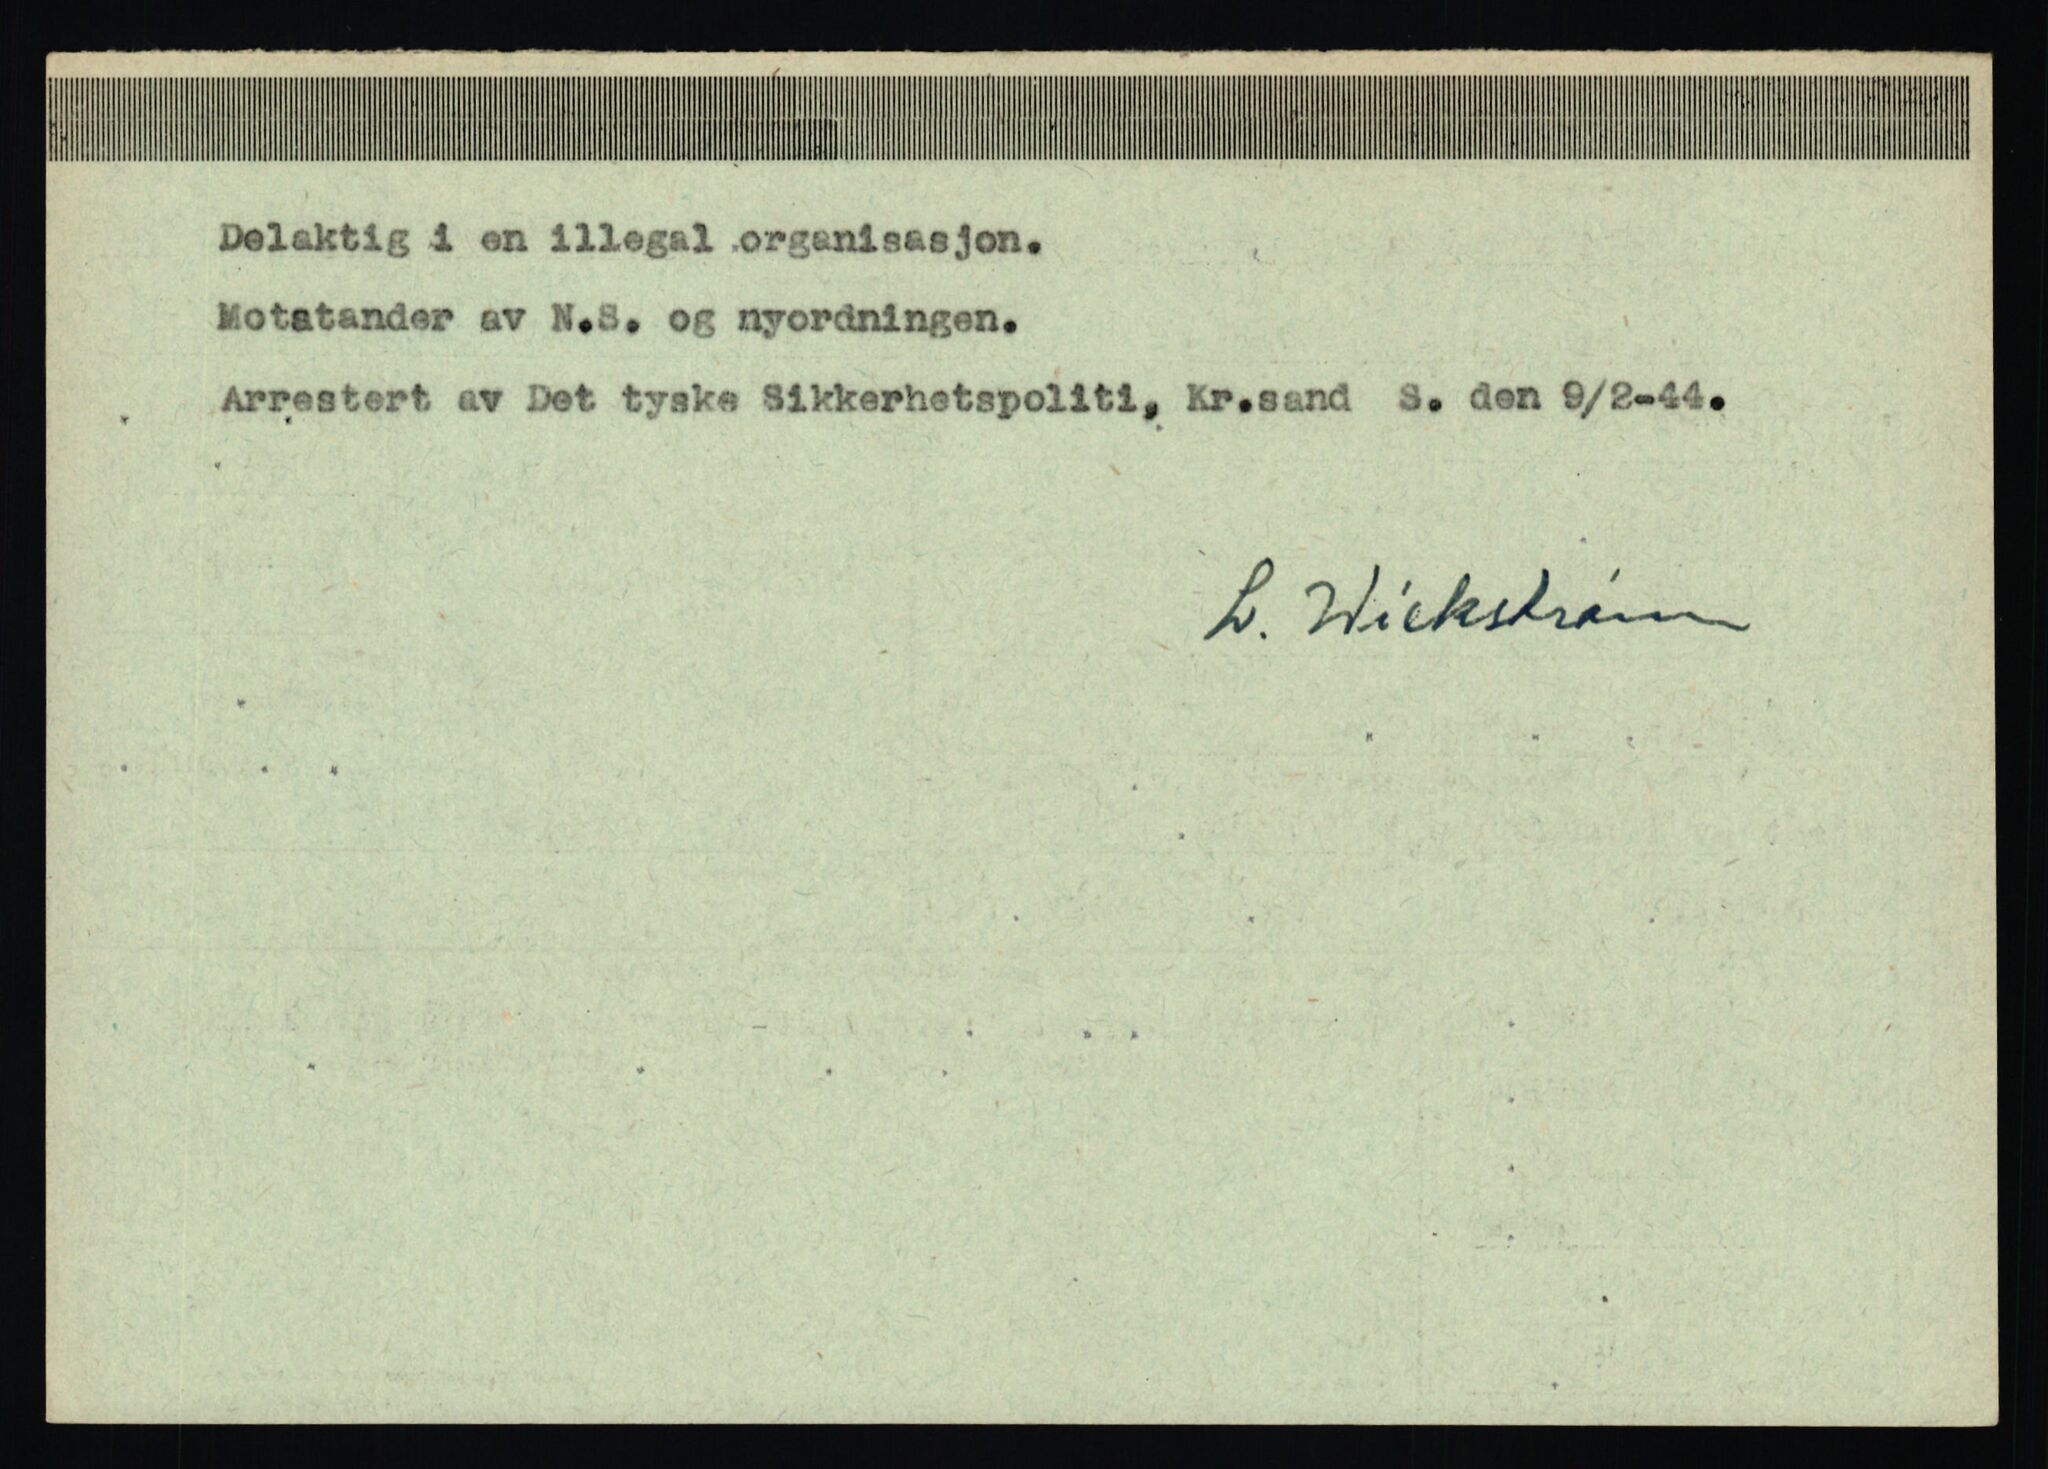 Delaktig i en illegal organisasjon.
Motstander av N.S. og nyordningen.
Arrestert av Det tyske Sikkerhetspoliti, Kr.sand S. den 9/2-44.
L. Wickstrøm